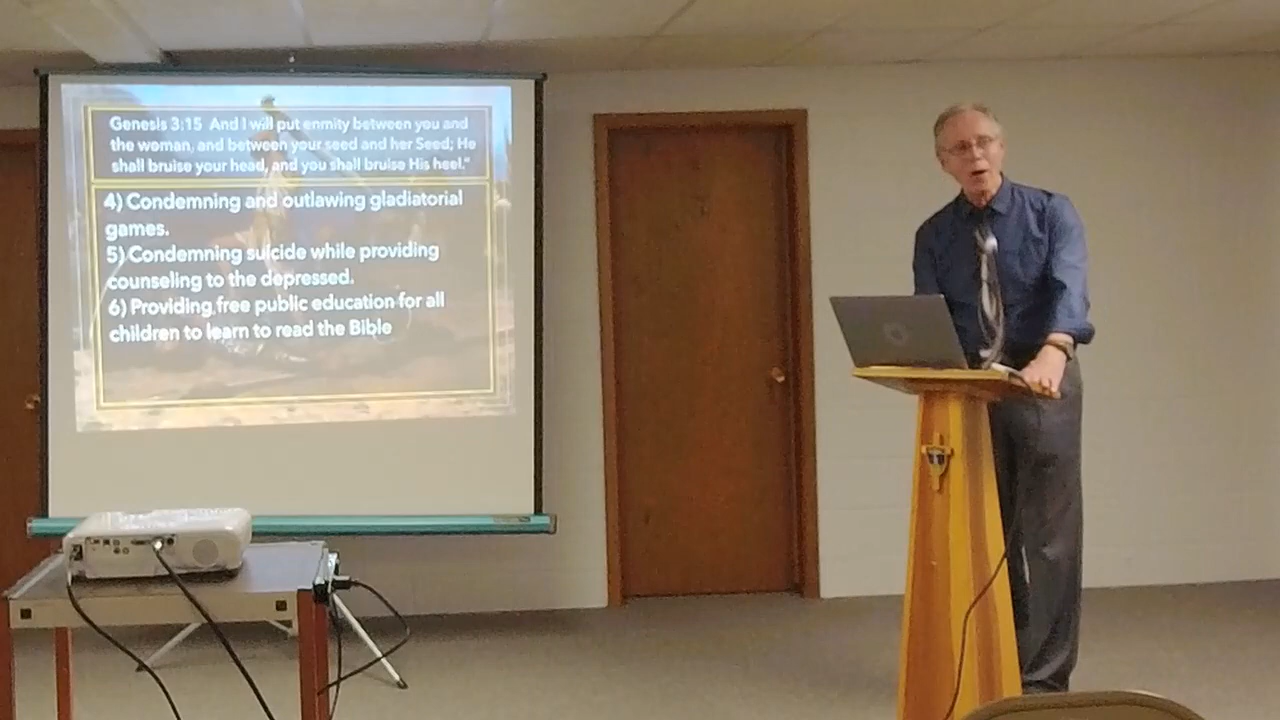 Genesis 3:15 And I will put enmity between you and
the woman, and between your seed and her Seed; He
shall bruise your head, and you shall bruise His heel."
4) Condemning and outlawing gladiatorial
games.
5) Condemning suicide while providing
counseling to the depressed.
6) Providing free public education for all
children to learn to read the Bible